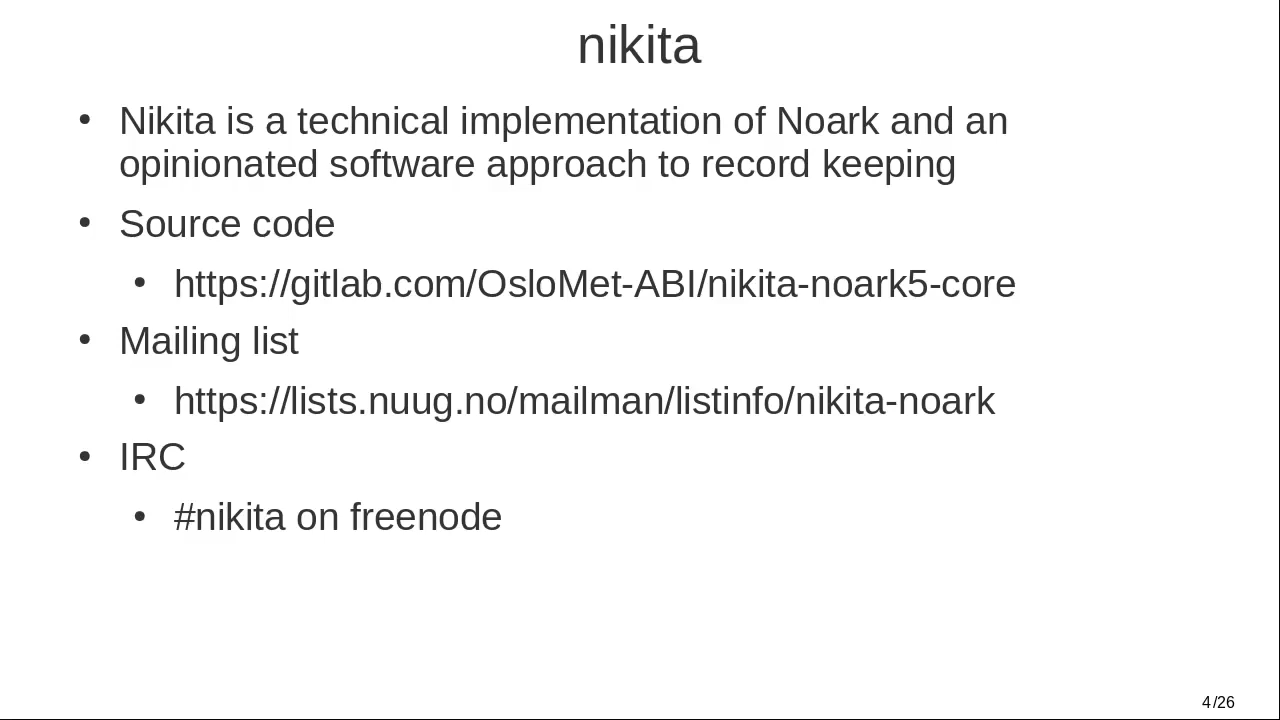 nikita
• Nikita is a technical implementation of Noark and an
opinionated software approach to record keeping
• Source code
• https://gitlab.com/OsloMet-ABI/nikita-noark5-core
• Mailing list
• https://lists.nuug.no/mailman/listinfo/nikita-noark
• IRC
• #nikita on freenode
4/26